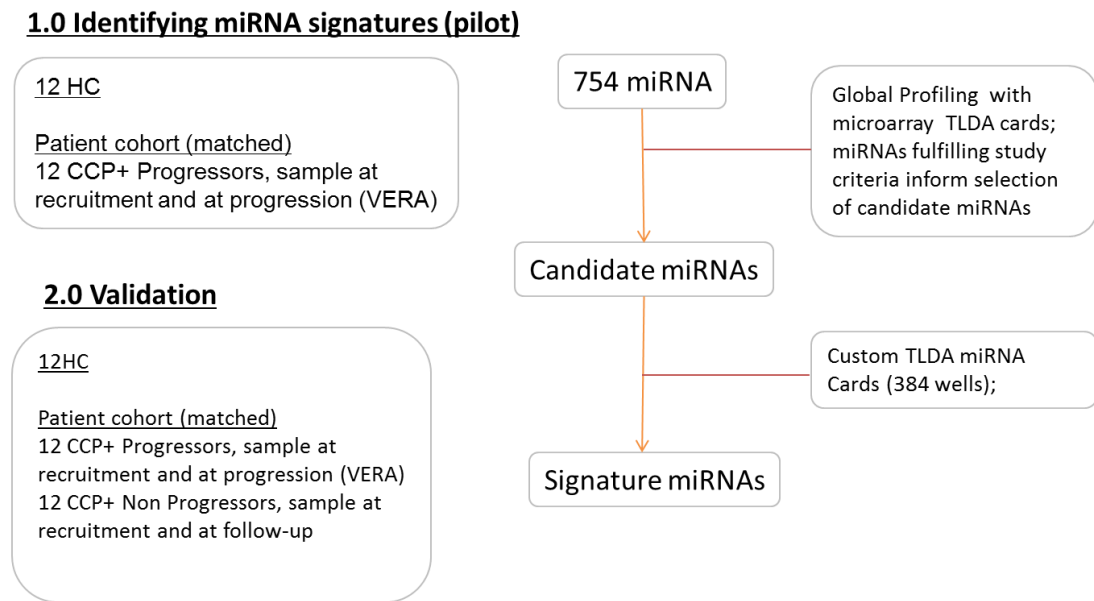 1.0 Identifying miRNA signatures (pilot)
12 HC
Patient cohort (matched)
12 CCP+ Progressors, sample at
recruitment and at progression (VERA)
754 miRNA
Global Profiling with
microarray TLDA cards;
miRNAs fulfilling study
criteria inform selection
of candidate miRNAs
Candidate miRNAs
2.0 Validation
12HC
Patient cohort (matched)
12 CCP+ Progressors, sample at
recruitment and at progression (VERA)
12 CCP+ Non Progressors, sample at
recruitment and at follow-up
Custom TLDA miRNA
Cards (384 wells);
Signature miRNAs